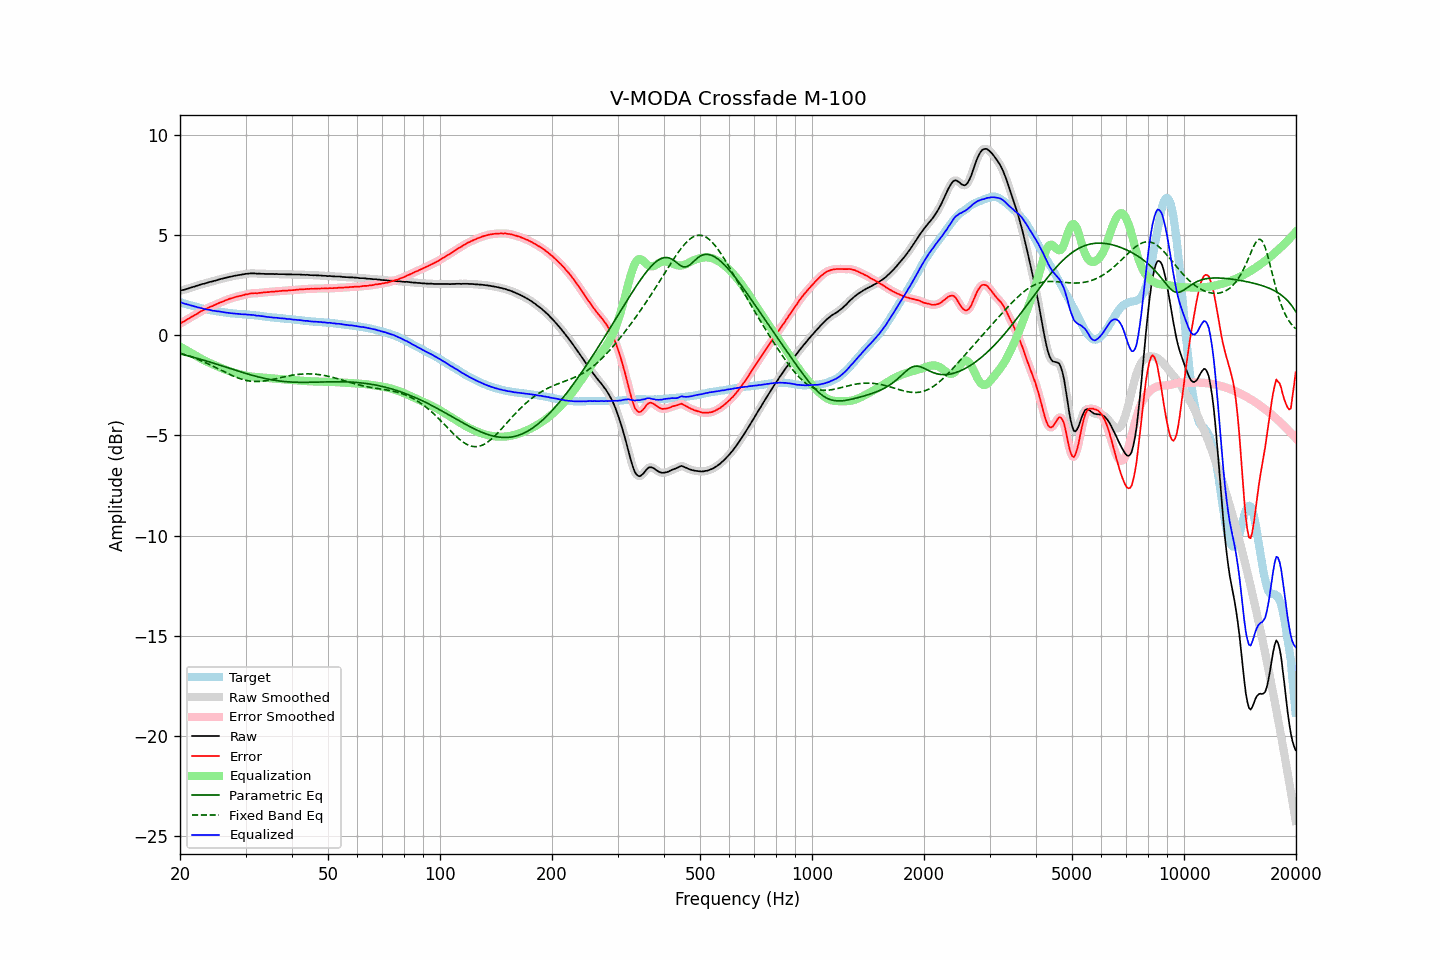 V-MODA Crossfade M-100
10
5
0
−5
−10
−15
−20
−25
Amplitude (dBr)
Target
Raw Smoothed
Error Smoothed
Raw
Error
Equalization
Parametric Eq
Fixed Band Eq
Equalized
20 50 100 200 500 1000 2000 5000 10000 20000
Frequency (Hz)